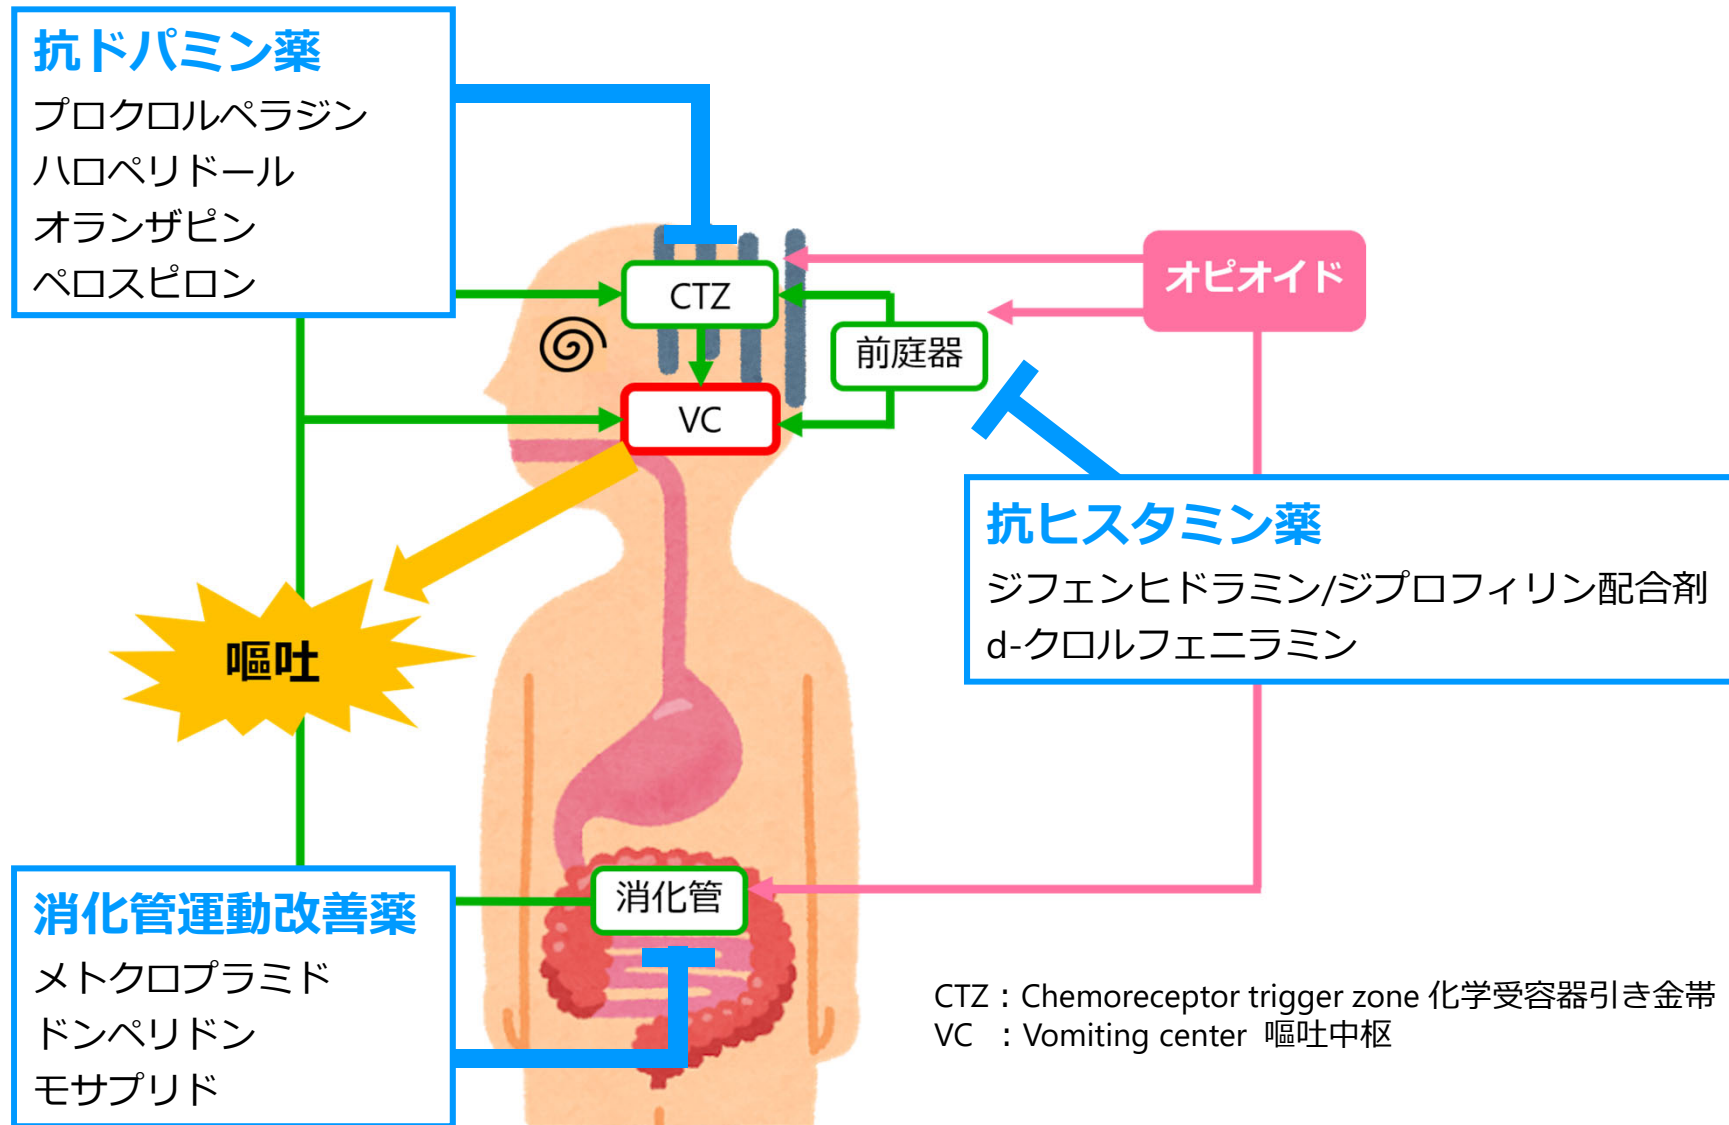 抗ドパミン薬
プロクロルペラジン
ハロペリドール
オランザピン
ペロスピロン
CTZ
前庭器
VC
オピオイド
抗ヒスタミン薬
ジフェンヒドラミン/ジプロフィリン配合剤
d-クロルフェニラミン
嘔吐
消化管運動改善薬
メトクロプラミド
ドンペリドン
モサプリド
消化管
CTZ：Chemoreceptor trigger zone 化学受容器引き金帯
VC ：Vomiting center 嘔吐中枢